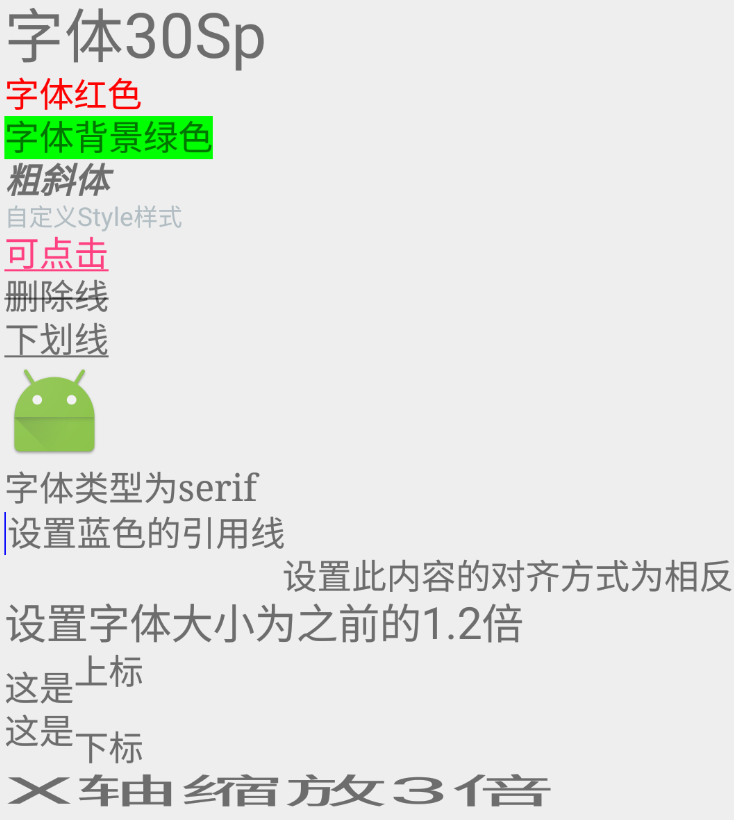 字体30Sp
字体红色
字体背景绿色
粗斜体
自定义Style样式
可点击
删除线
下划线
字体类型为serif
设置蓝色的引用线
设置此内容的对齐方式为相反
设置字体大小为之前的1.2倍
这是上标
这是下标
X轴缩放3倍